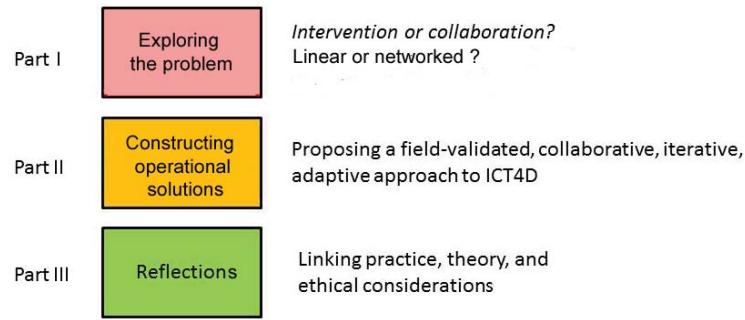 Part I
Exploring
the problem
Intervention or collaboration?
Linear or networked ?
Part II
Constructing
operational
solutions
Proposing a field-validated, collaborative, iterative,
adaptive approach to ICT4D
Part III
Reflections
Linking practice, theory, and
ethical considerations